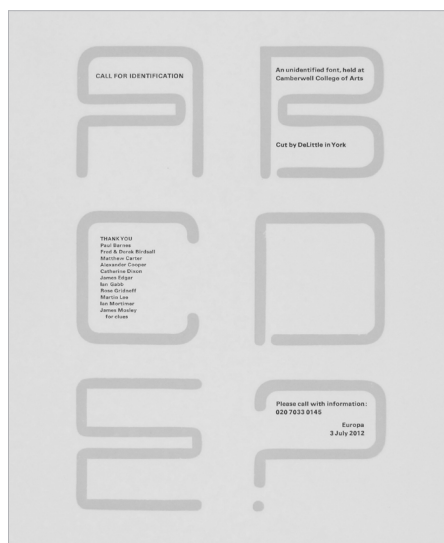 A B
CALL FOR IDENTIFICATION
An unidentified font, held at
Camberwell College of Arts
Cut by DeLittle in York
C D
THANK YOU
Paul Barnes
Fred & Derek Birdsall
Matthew Carter
Alexander Cooper
Catherine Dixon
James Edgar
Ian Gabb
Rose Gridneff
Martin Lee
Ian Mortimer
James Mosley
for clues
E ?
Please call with information:
020 7033 0145
Europa
3 July 2012